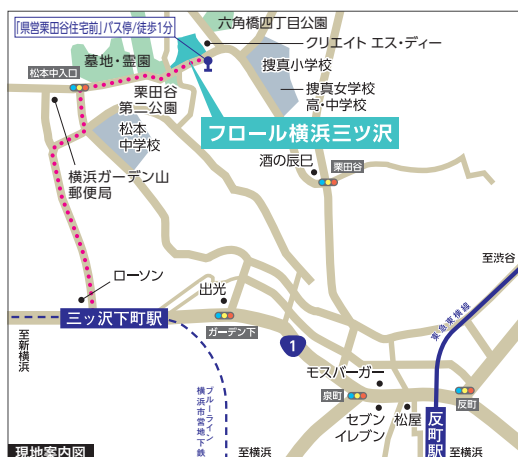 「県営栗田谷住宅前」バス停/徒歩1分
六角橋四丁目公園
クリエイト エス・ディー
墓地・霊園
捜真小学校
松本中入口
栗田谷
第二公園
捜真女学校
高・中学校
フロール横浜三ツ沢
松本
中学校
酒の辰巳
栗田谷
横浜ガーデン山
郵便局
至渋谷
ローソン
出光
東急東横線
三ッ沢下町駅
ガーデン下
至新横浜
1
モスバーガー
泉町
反町
ブルーライン
横浜市営地下鉄
セブン
イレブン
松屋
反町駅
現地案内図
至横浜
至横浜